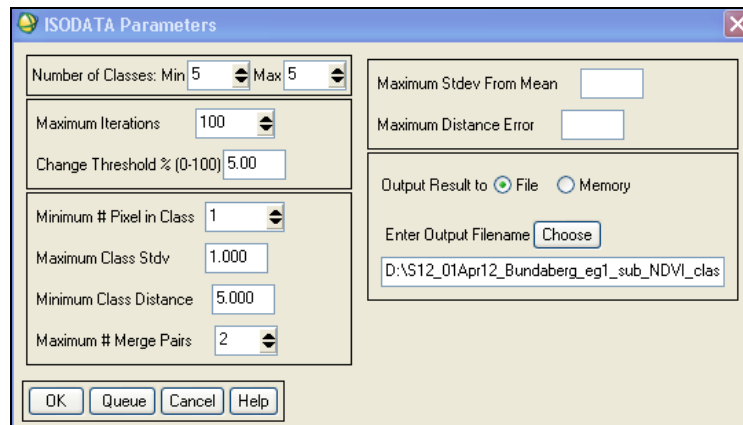 ISODATA Parameters
Number of Classes: Min 5 Max 5
Maximum Iterations 100
Change Threshold % (0-100) 5.00
Minimum # Pixel in Class 1
Maximum Class Stdv 1.000
Minimum Class Distance 5.000
Maximum # Merge Pairs 2
OK Queue Cancel Help
Maximum Stdev From Mean
Maximum Distance Error
Output Result to File Memory
Enter Output Filename Choose
D:\S12_01Apr12_Bundaberg_eg1_sub_NDVI_clas